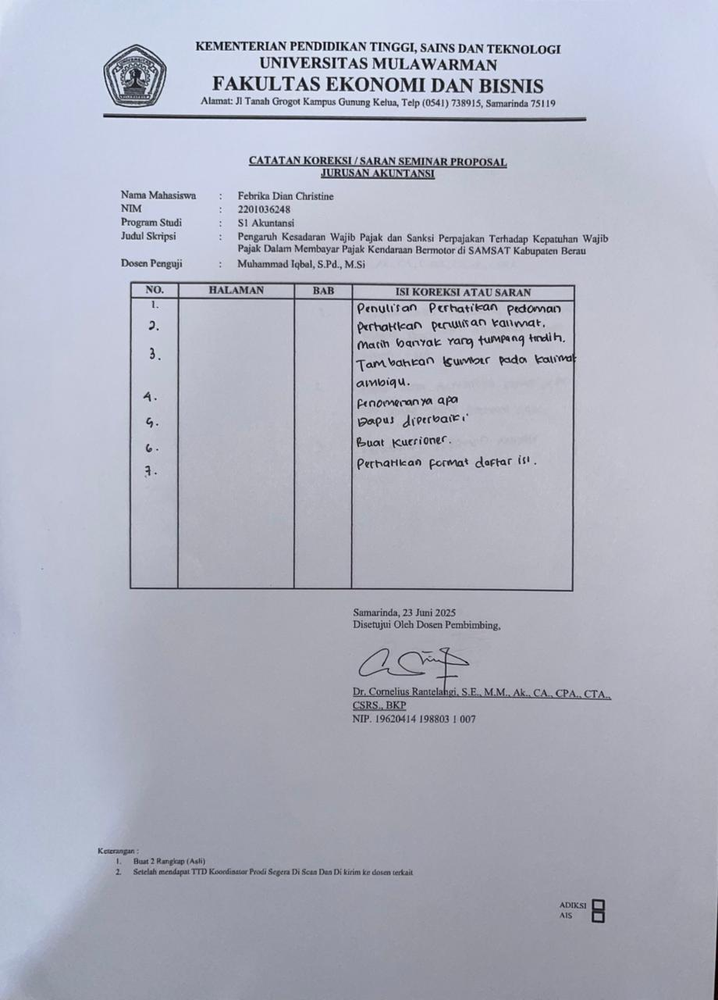 KEMENTERIAN PENDIDIKAN TINGGI, SAINS DAN TEKNOLOGI
UNIVERSITAS MULAWARMAN
FAKULTAS EKONOMI DAN BISNIS
Alamat: Jl Tanah Grogot Kampus Gunung Kelua, Telp (0541) 738915, Samarinda 75119
CATATAN KOREKSI / SARAN SEMINAR PROPOSAL
JURUSAN AKUNTANSI
Nama Mahasiswa : Febrika Dian Christine
NIM : 2201036248
Program Studi : S1 Akuntansi
Judul Skripsi : Pengaruh Kesadaran Wajib Pajak dan Sanksi Perpajakan Terhadap Kepatuhan Wajib
Pajak Dalam Membayar Pajak Kendaraan Bermotor di SAMSAT Kabupaten Berau
Dosen Penguji : Muhammad Iqbal, S.Pd., M.Si
NO. HALAMAN BAB ISI KOREKSI ATAU SARAN
1. Penulisan Perhatikan pedoman
2. Perhatikan penulisan kalimat.
Masih banyak yang tumpang tindih.
3. Tambahkan sumber pada kalimat
ambigu.
4. Fenomenanya apa
5. Dapus diperbaiki
6. Buat kuesioner.
7. Perhatikan format daftar isi.
Samarinda, 23 Juni 2025
Disetujui Oleh Dosen Pembimbing,
Dr. Cornelius Rantelangi, S.E., M.M., Ak., CA., CPA., CTA.,
CSRS., BKP
NIP. 19620414 198803 1 007
Keterangan :
1. Buat 2 Rangkap (Asli)
2. Setelah mendapat TTD Koordinator Prodi Segera Di Scan Dan Di kirim ke dosen terkait
ADIKSI
AIS